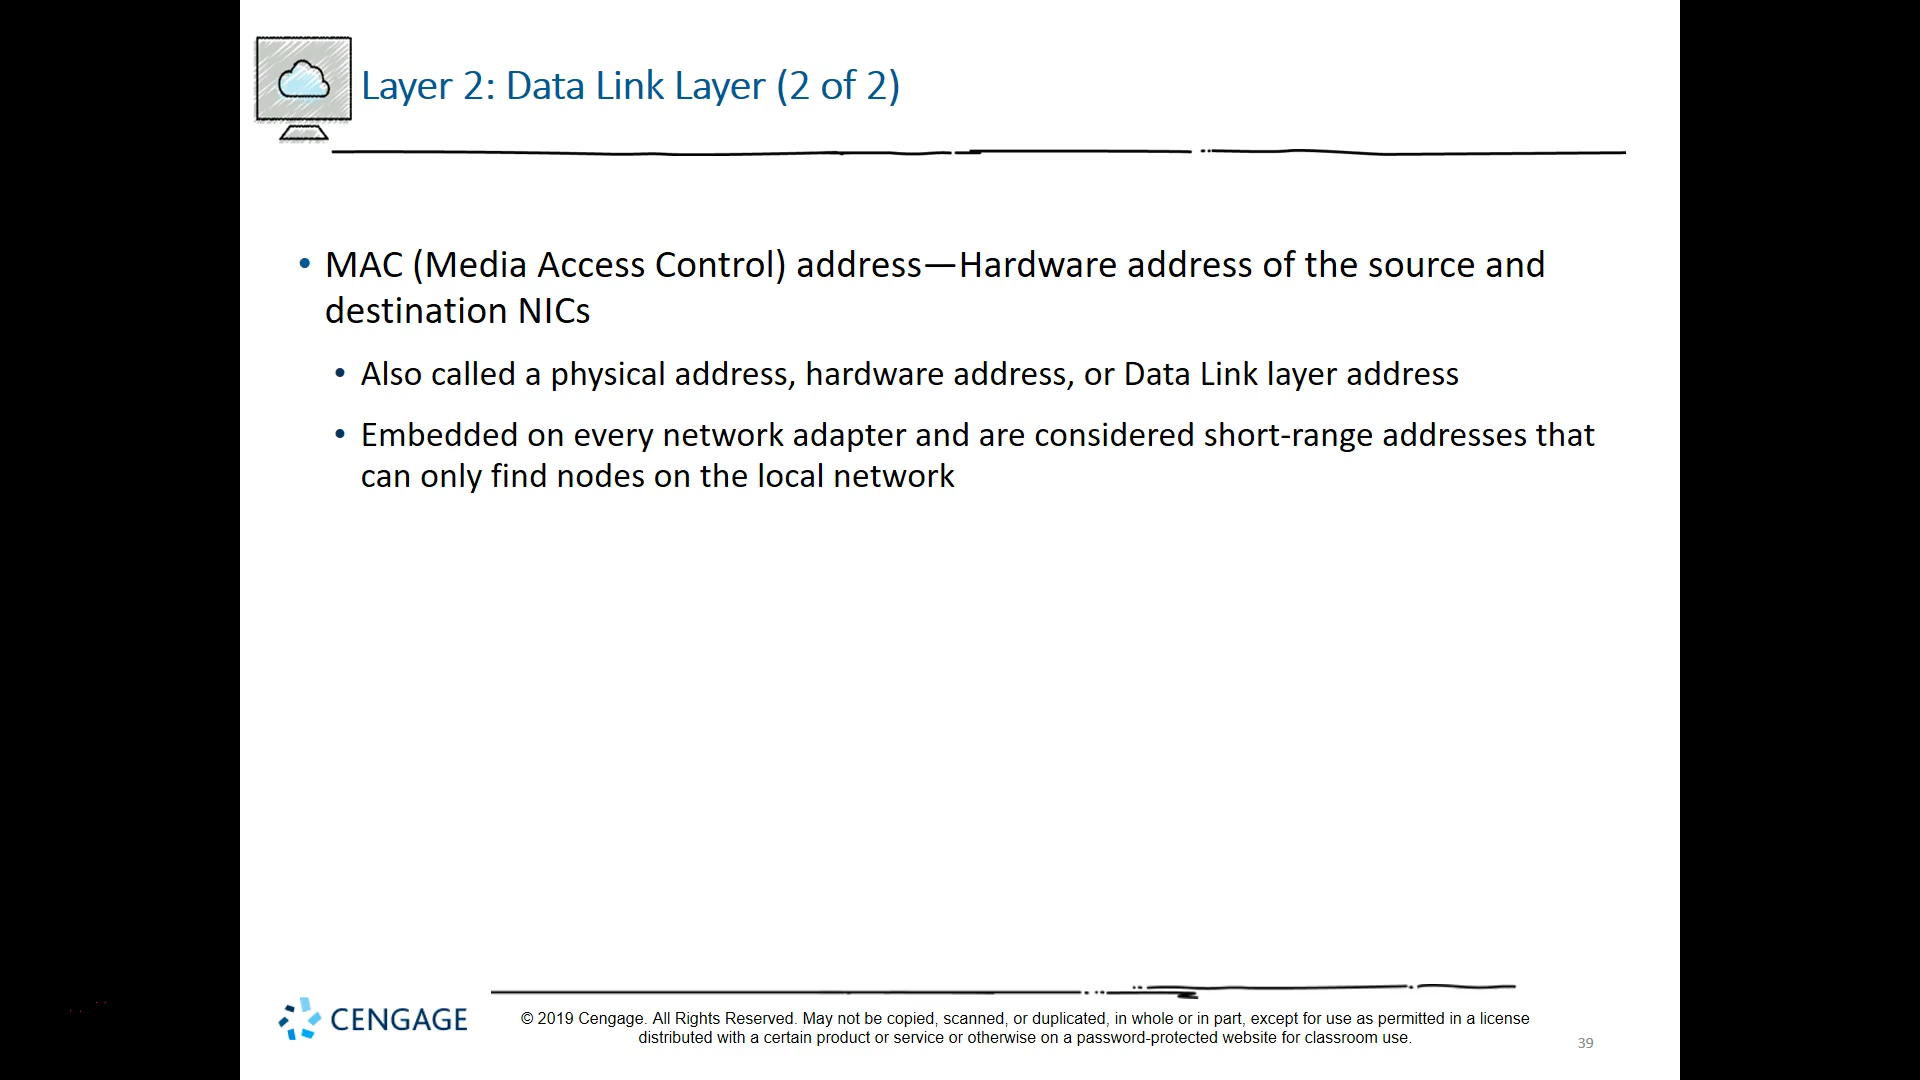 Layer 2: Data Link Layer (2 of 2)
• MAC (Media Access Control) address—Hardware address of the source and
destination NICs
• Also called a physical address, hardware address, or Data Link layer address
• Embedded on every network adapter and are considered short-range addresses that
can only find nodes on the local network
CENGAGE
© 2019 Cengage. All Rights Reserved. May not be copied, scanned, or duplicated, in whole or in part, except for use as permitted in a license
distributed with a certain product or service or otherwise on a password-protected website for classroom use.
39